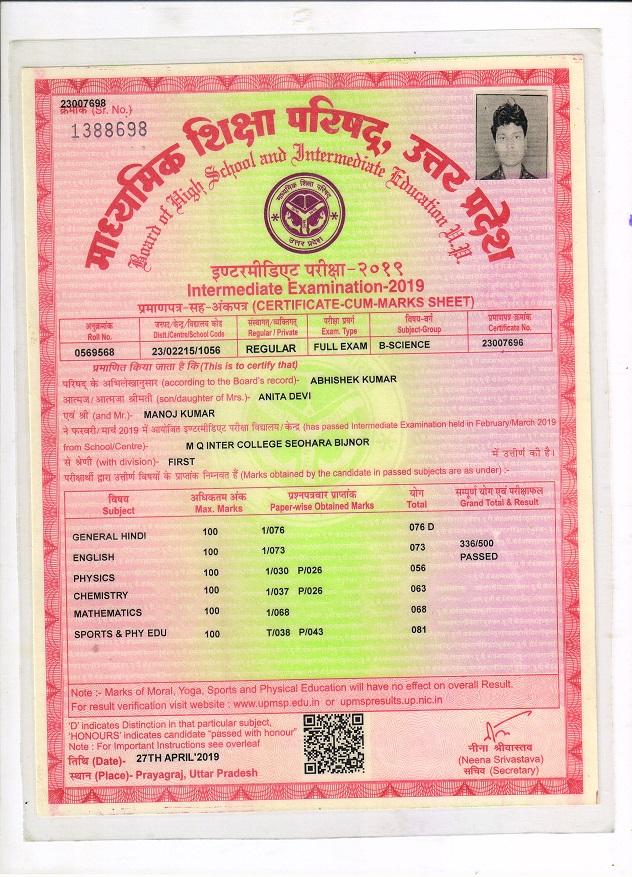 23007698
क्रमांक (Sr. No.)
1388698
माध्यमिक शिक्षा परिषद्, उत्तर प्रदेश
Board of High School and Intermediate Education U.P.
माध्यमिक शिक्षा परिषद्
उत्तर प्रदेश
इण्टरमीडिएट परीक्षा-२०१९
Intermediate Examination-2019
प्रमाणपत्र-सह-अंकपत्र (CERTIFICATE-CUM-MARKS SHEET)
अनुक्रमांक जनपद/केन्द्र/विद्यालय कोड संस्थागत/व्यक्तिगत परीक्षा प्रवर्ग विषय-वर्ग प्रमाणपत्र क्रमांक
Roll No. Distt./Centre/School Code Regular / Private Exam. Type Subject-Group Certificate No.
0569568 23/02215/1056 REGULAR FULL EXAM B-SCIENCE 23007696
प्रमाणित किया जाता है कि(This is to certify that)
परिषद् के अभिलेखानुसार (according to the Board's record)- ABHISHEK KUMAR
आत्मज/आत्मजा श्रीमती (son/daughter of Mrs.)- ANITA DEVI
एवं श्री (and Mr.)- MANOJ KUMAR
ने फरवरी/मार्च 2019 में आयोजित इण्टरमीडिएट परीक्षा विद्यालय/केन्द्र (has passed Intermediate Examination held in February/March 2019
from School/Centre)- M Q INTER COLLEGE SEOHARA BIJNOR में उत्तीर्ण की है।
से श्रेणी (with division)- FIRST
परीक्षार्थी द्वारा उत्तीर्ण विषयों के प्राप्तांक निम्नवत हैं (Marks obtained by the candidate in passed subjects are as under) :-
विषय अधिकतम अंक प्रश्नपत्रवार प्राप्तांक योग सम्पूर्ण योग एवं परीक्षाफल
Subject Max. Marks Paper-wise Obtained Marks Total Grand Total & Result
GENERAL HINDI 100 1/076 076 D
ENGLISH 100 1/073 073 336/500
PASSED
PHYSICS 100 1/030 P/026 056
CHEMISTRY 100 1/037 P/026 063
MATHEMATICS 100 1/068 068
SPORTS & PHY EDU 100 T/038 P/043 081
Note :- Marks of Moral, Yoga, Sports and Physical Education will have no effect on overall Result.
For result verification visit website : www.upmsp.edu.in or upmspresults.up.nic.in
'D' indicates Distinction in that particular subject,
'HONOURS' indicates candidate "passed with honour"
Note : For Important Instructions see overleaf
तिथि (Date)- 27TH APRIL'2019
स्थान (Place)- Prayagraj, Uttar Pradesh
नीना श्रीवास्तव
(Neena Srivastava)
सचिव (Secretary)